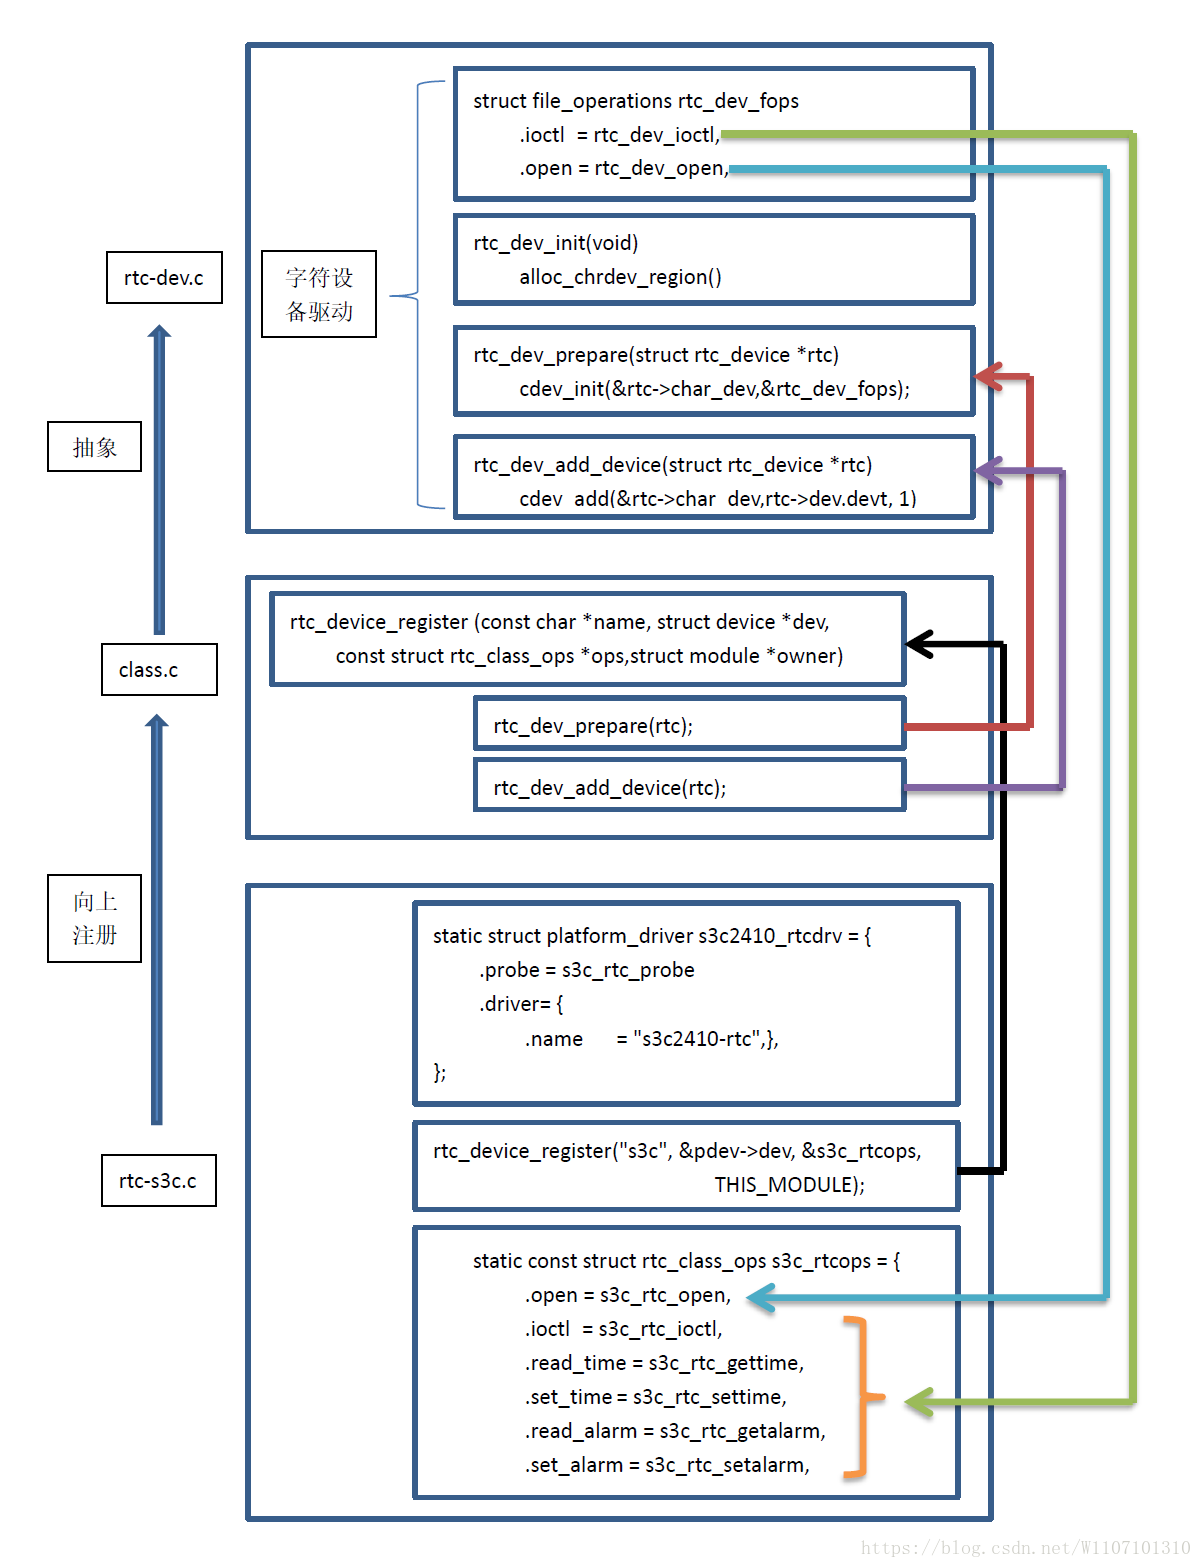 struct file_operations rtc_dev_fops
.ioctl = rtc_dev_ioctl,
.open = rtc_dev_open,
rtc_dev_init(void)
alloc_chrdev_region()
rtc-dev.c
字符设
备驱动
rtc_dev_prepare(struct rtc_device *rtc)
cdev_init(&rtc->char_dev,&rtc_dev_fops);
抽象
rtc_dev_add_device(struct rtc_device *rtc)
cdev_add(&rtc->char_dev,rtc->dev.devt, 1)
rtc_device_register (const char *name, struct device *dev,
const struct rtc_class_ops *ops,struct module *owner)
class.c
rtc_dev_prepare(rtc);
rtc_dev_add_device(rtc);
向上
注册
static struct platform_driver s3c2410_rtcdrv = {
.probe = s3c_rtc_probe
.driver= {
.name = "s3c2410-rtc",},
};
rtc-s3c.c
rtc_device_register("s3c", &pdev->dev, &s3c_rtcops,
THIS_MODULE);
static const struct rtc_class_ops s3c_rtcops = {
.open = s3c_rtc_open,
.ioctl = s3c_rtc_ioctl,
.read_time = s3c_rtc_gettime,
.set_time = s3c_rtc_settime,
.read_alarm = s3c_rtc_getalarm,
.set_alarm = s3c_rtc_setalarm,
https://blog.csdn.net/W1107101310